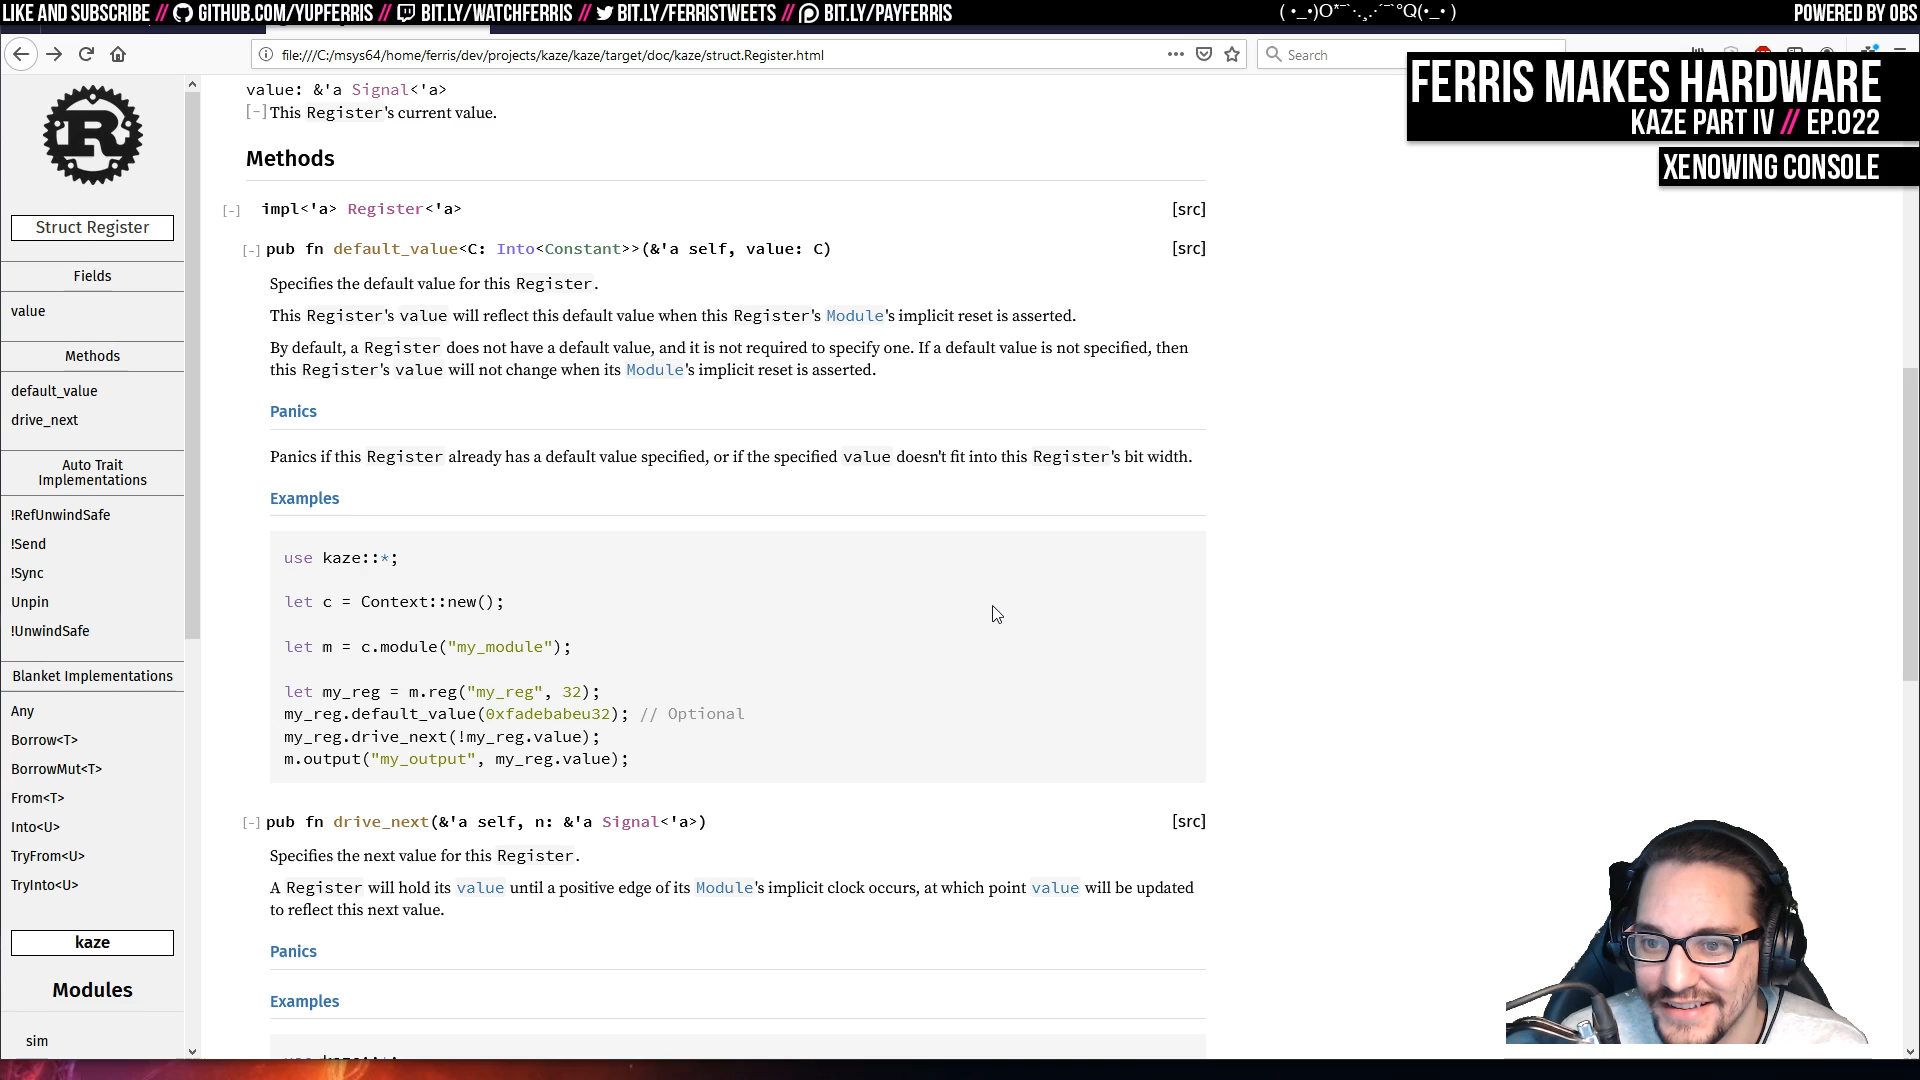 LIKE AND SUBSCRIBE // GITHUB.COM/YUPFERRIS // BIT.LY/WATCHFERRIS // BIT.LY/FERRISTWEETS // BIT.LY/PAYFERRIS
POWERED BY OBS
file:///C:/msys64/home/ferris/dev/projects/kaze/kaze/target/doc/kaze/struct.Register.html
Search
FERRIS MAKES HARDWARE
KAZE PART IV // EP.022
XENOWING CONSOLE
Struct Register
Fields
value
Methods
default_value
drive_next
Auto Trait
Implementations
!RefUnwindSafe
!Send
!Sync
Unpin
!UnwindSafe
Blanket Implementations
Any
Borrow<T>
BorrowMut<T>
From<T>
Into<U>
TryFrom<U>
TryInto<U>
kaze
Modules
sim
value: &'a Signal<'a>
[-] This Register's current value.
Methods
[-] impl<'a> Register<'a> [src]
[-] pub fn default_value<C: Into<Constant>>(&'a self, value: C) [src]
Specifies the default value for this Register.
This Register's value will reflect this default value when this Register's Module's implicit reset is asserted.
By default, a Register does not have a default value, and it is not required to specify one. If a default value is not specified, then
this Register's value will not change when its Module's implicit reset is asserted.
Panics
Panics if this Register already has a default value specified, or if the specified value doesn't fit into this Register's bit width.
Examples
use kaze::*;
let c = Context::new();
let m = c.module("my_module");
let my_reg = m.reg("my_reg", 32);
my_reg.default_value(0xfadebabeu32); // Optional
my_reg.drive_next(!my_reg.value);
m.output("my_output", my_reg.value);
[-] pub fn drive_next(&'a self, n: &'a Signal<'a>) [src]
Specifies the next value for this Register.
A Register will hold its value until a positive edge of its Module's implicit clock occurs, at which point value will be updated
to reflect this next value.
Panics
Examples